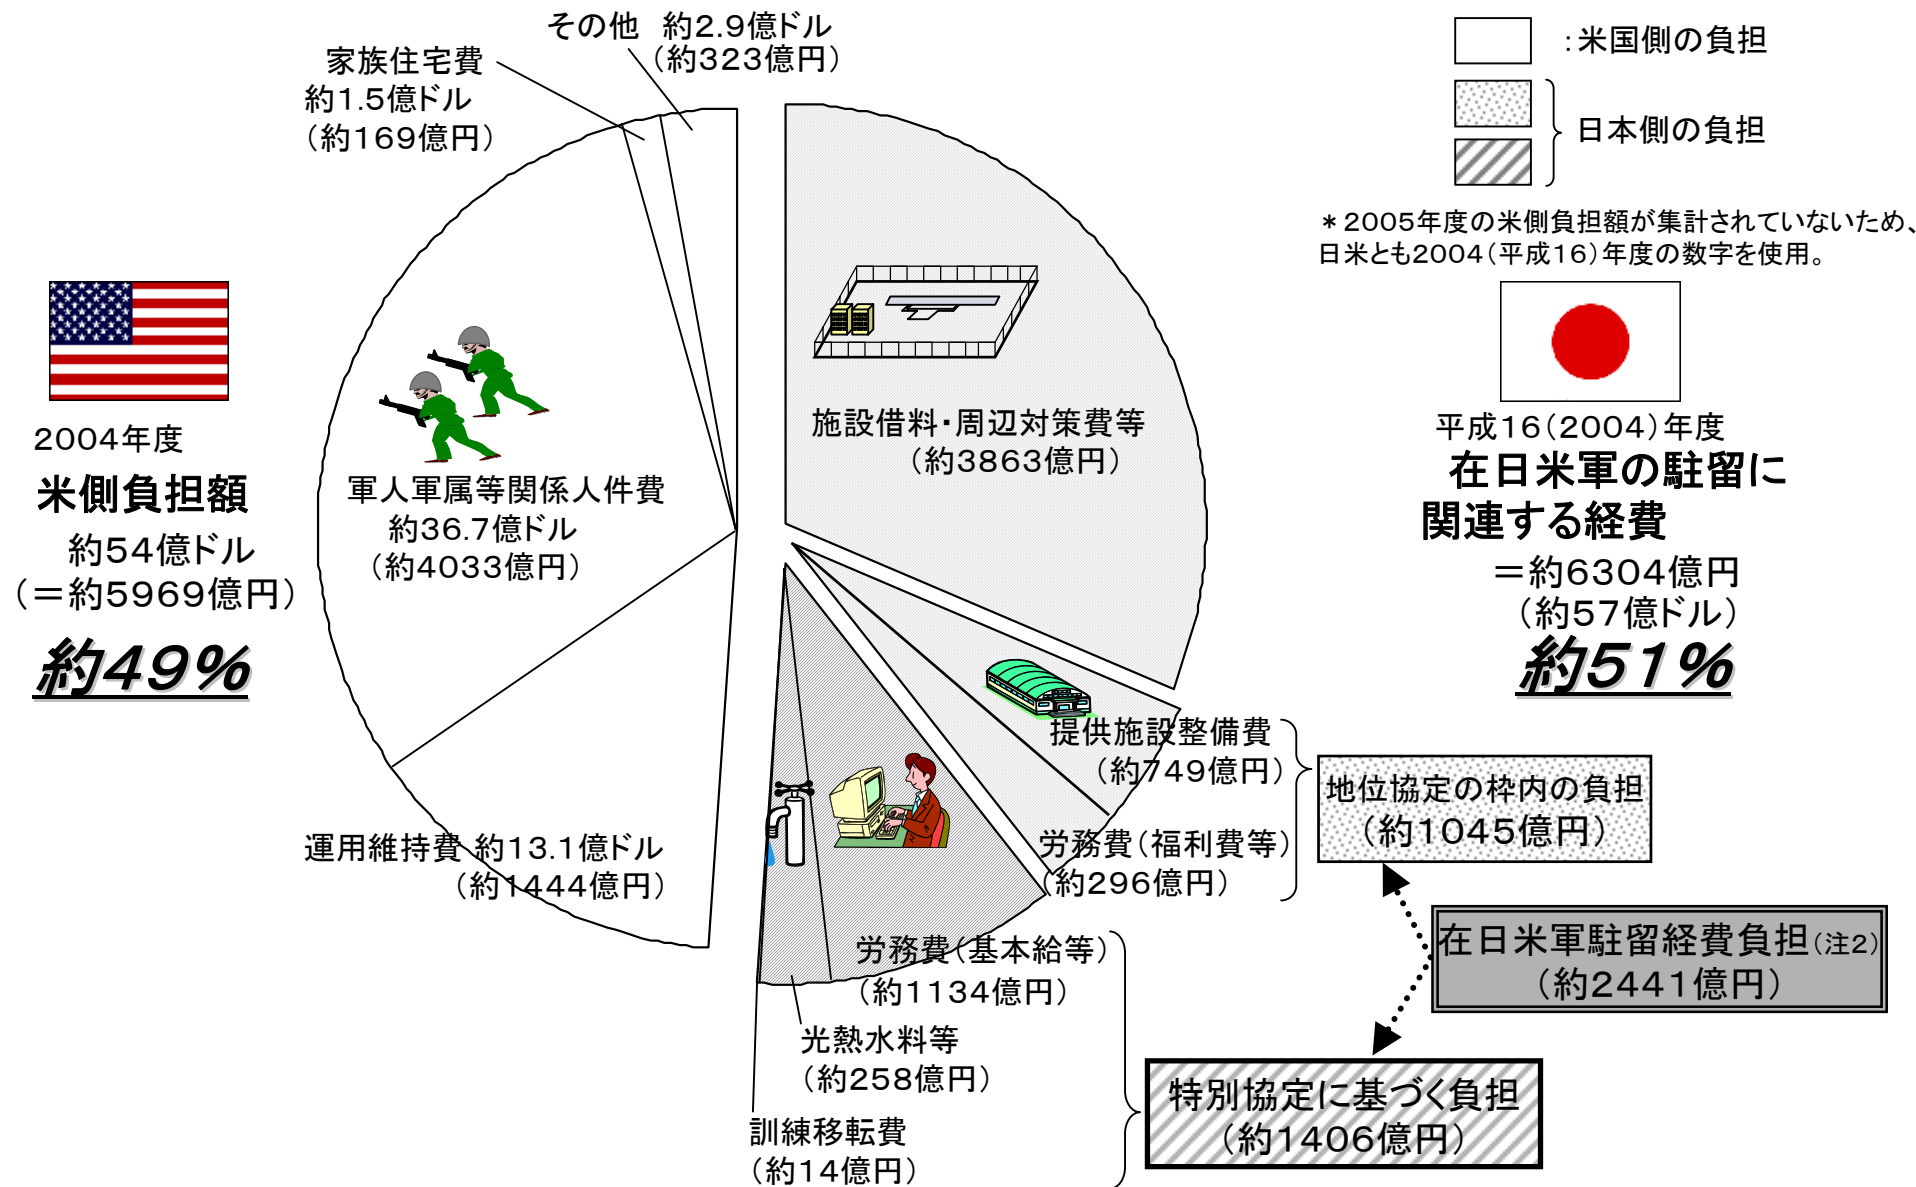 その他 約2.9億ドル
(約323億円)
家族住宅費
約1.5億ドル
(約169億円)
:米国側の負担
日本側の負担
＊2005年度の米側負担額が集計されていないため、
日米とも2004(平成16)年度の数字を使用。
2004年度
米側負担額
約54億ドル
(＝約5969億円)
約49%
軍人軍属等関係人件費
約36.7億ドル
(約4033億円)
運用維持費 約13.1億ドル
(約1444億円)
施設借料・周辺対策費等
(約3863億円)
平成16(2004)年度
在日米軍の駐留に
関連する経費
＝約6304億円
(約57億ドル)
約51%
提供施設整備費
(約749億円)
労務費(福利費等)
(約296億円)
地位協定の枠内の負担
(約1045億円)
在日米軍駐留経費負担(注2)
(約2441億円)
労務費(基本給等)
(約1134億円)
光熱水料等
(約258億円)
訓練移転費
(約14億円)
特別協定に基づく負担
(約1406億円)